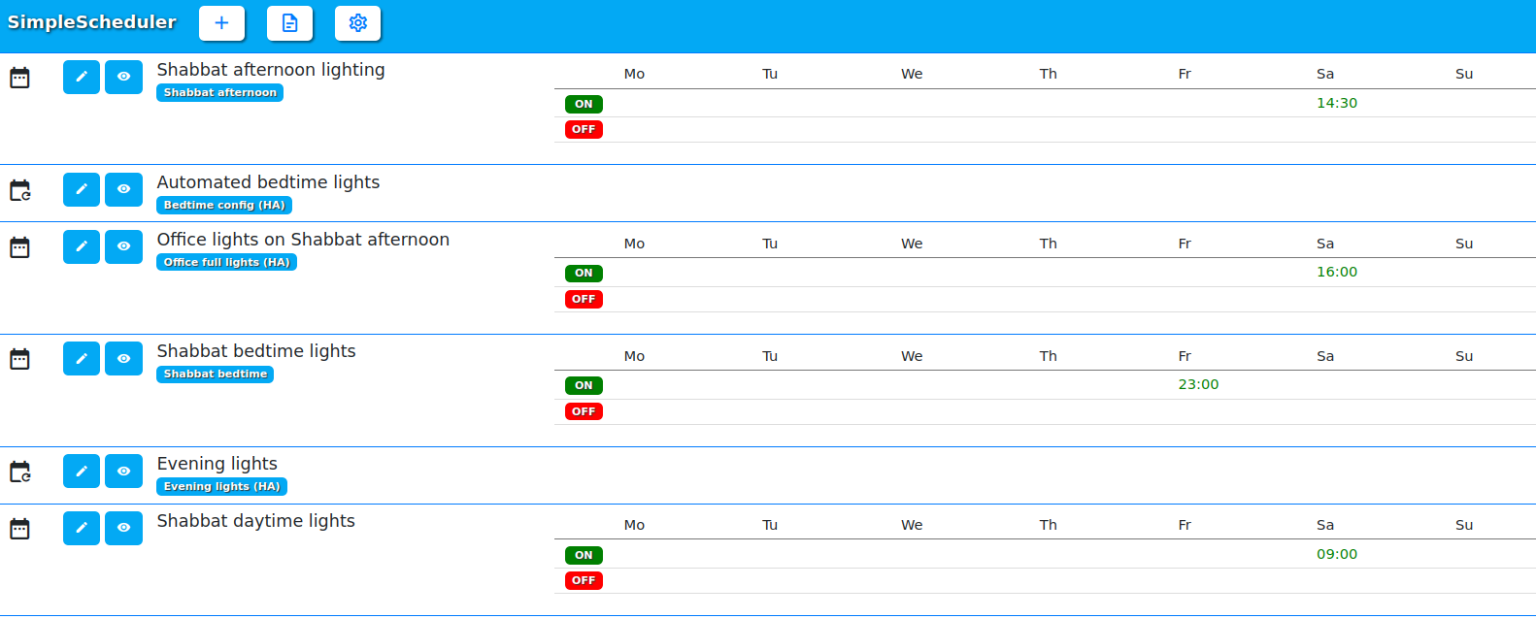 SimpleScheduler
Shabbat afternoon lighting
Shabbat afternoon
Mo Tu We Th Fr Sa Su
ON 14:30
OFF
Automated bedtime lights
Bedtime config (HA)
Office lights on Shabbat afternoon
Office full lights (HA)
Mo Tu We Th Fr Sa Su
ON 16:00
OFF
Shabbat bedtime lights
Shabbat bedtime
Mo Tu We Th Fr Sa Su
ON 23:00
OFF
Evening lights
Evening lights (HA)
Shabbat daytime lights
Mo Tu We Th Fr Sa Su
ON 09:00
OFF